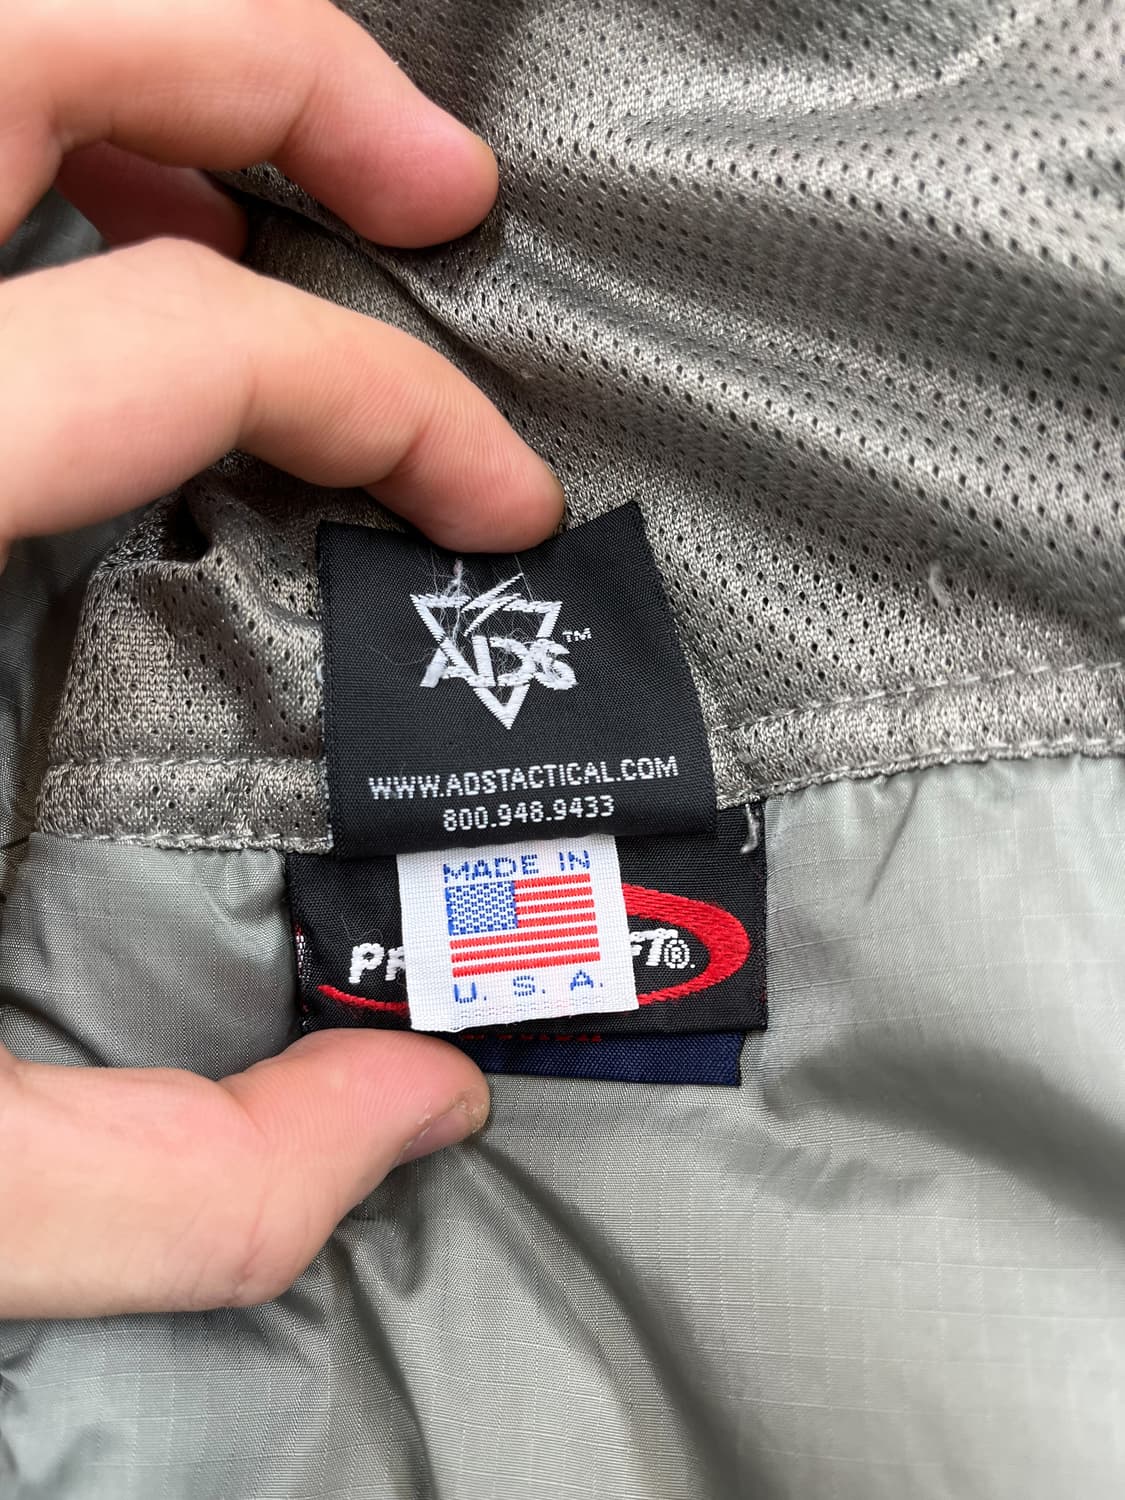 ADS™
WWW.ADSTACTICAL.COM
800.948.9433
MADE IN
U. S. A.